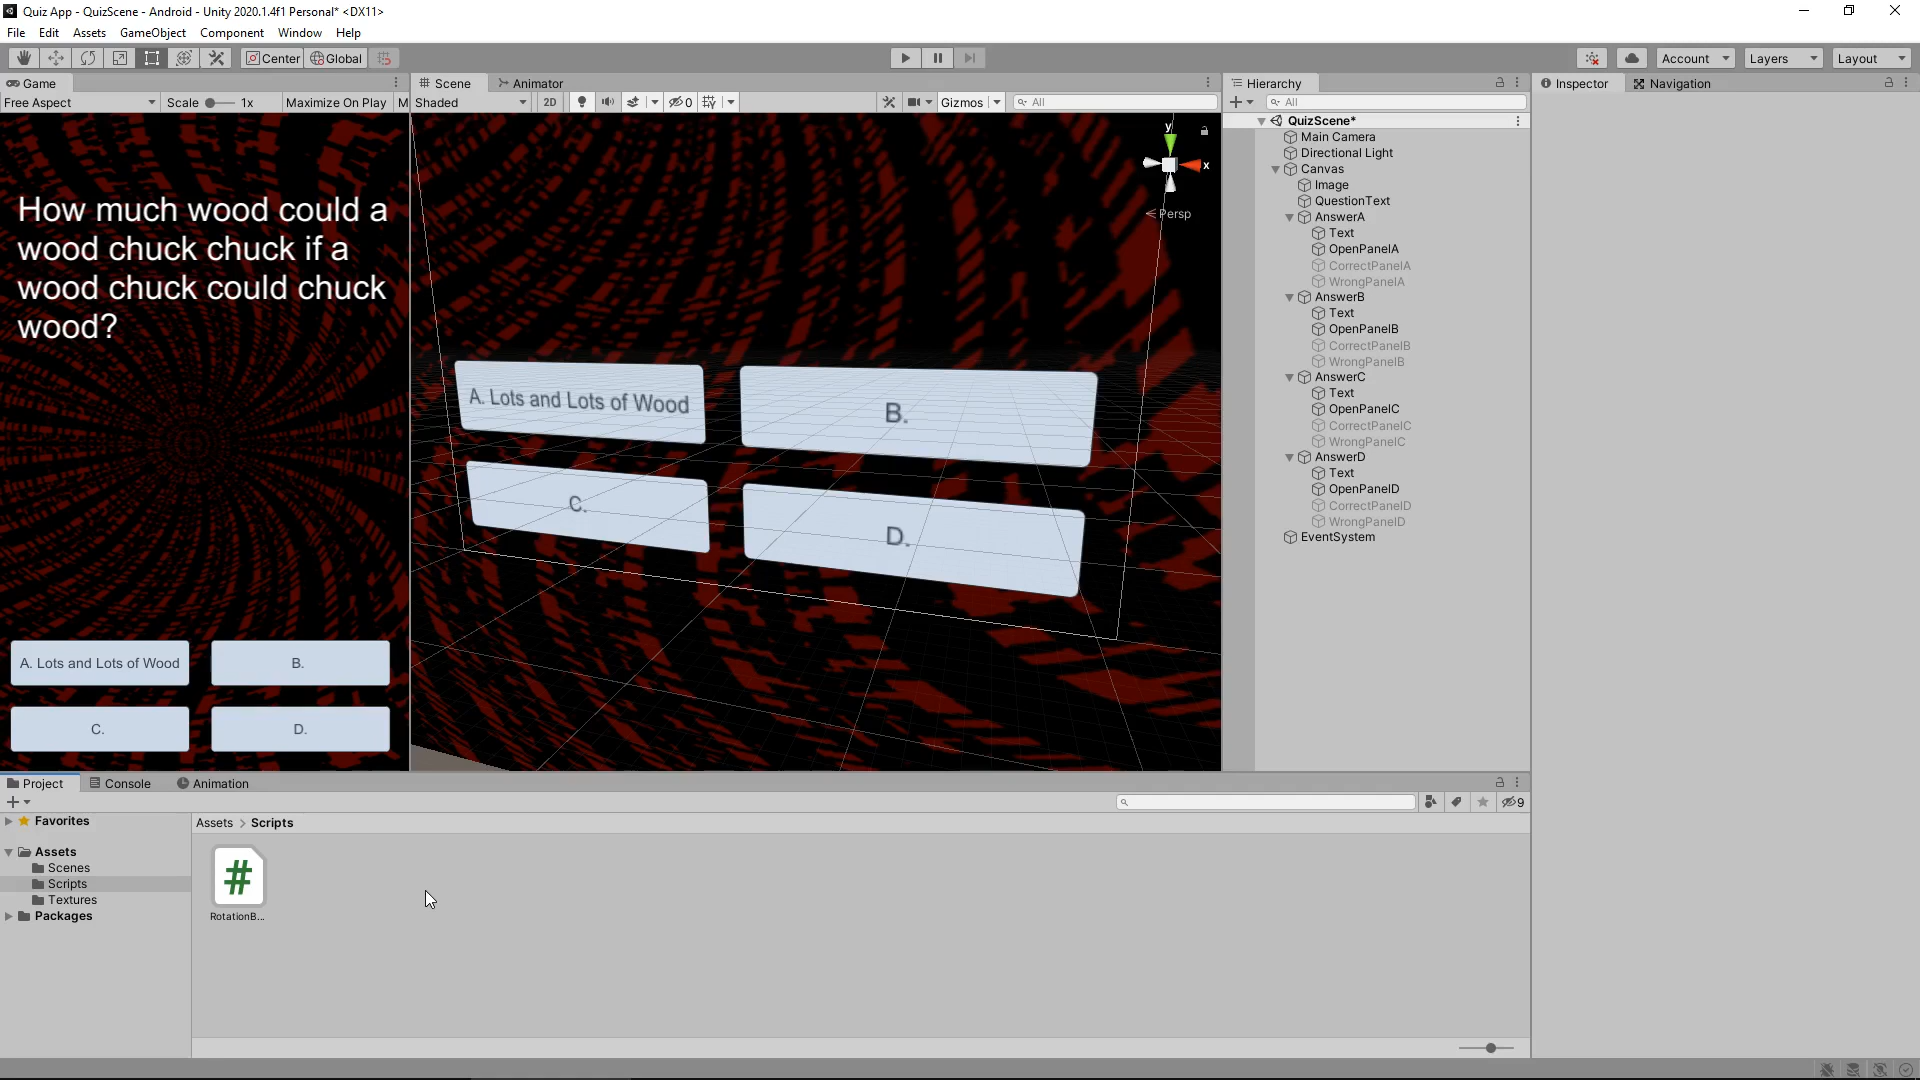 Quiz App - QuizScene - Android - Unity 2020.1.4f1 Personal* <DX11>
File Edit Assets GameObject Component Window Help
Center Global Account Layers Layout
Game
Free Aspect Scale 1x Maximize On Play M
How much wood could a
wood chuck chuck if a
wood chuck could chuck
wood?
A. Lots and Lots of Wood B.
C. D.
Scene Animator
Shaded 2D 0 Gizmos All
y
x
Persp
A. Lots and Lots of Wood B.
C. D.
Hierarchy
All
QuizScene*
Main Camera
Directional Light
Canvas
Image
QuestionText
AnswerA
Text
OpenPanelA
CorrectPanelA
WrongPanelA
AnswerB
Text
OpenPanelB
CorrectPanelB
WrongPanelB
AnswerC
Text
OpenPanelC
CorrectPanelC
WrongPanelC
AnswerD
Text
OpenPanelD
CorrectPanelD
WrongPanelD
EventSystem
Inspector Navigation
Project Console Animation
9
Favorites
Assets
Scenes
Scripts
Textures
Packages
Assets > Scripts
#
RotationB...